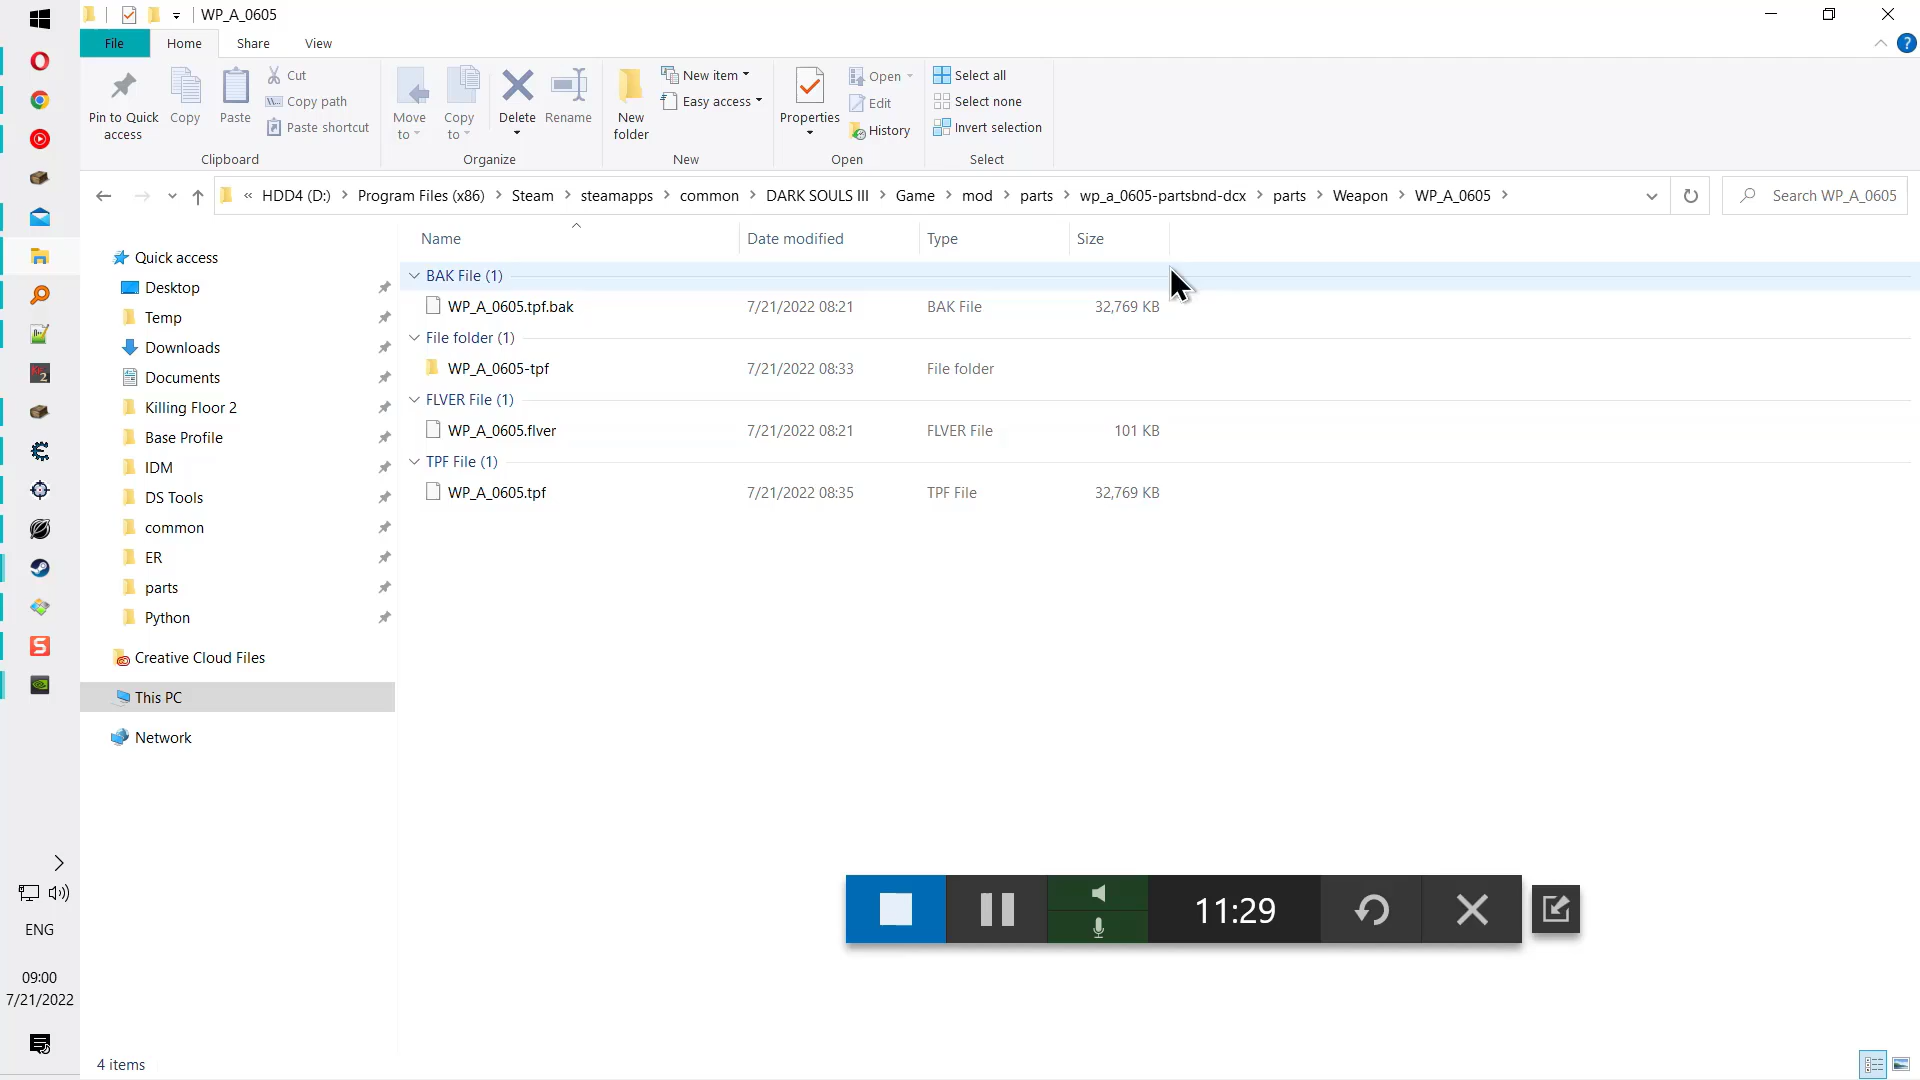 WP_A_0605
File
Home
Share
View
Pin to Quick access
Copy
Paste
Cut
Copy path
Paste shortcut
Clipboard
Move to
Copy to
Delete
Rename
Organize
New folder
New item
Easy access
New
Properties
Open
Edit
History
Open
Select all
Select none
Invert selection
Select
« HDD4 (D:) > Program Files (x86) > Steam > steamapps > common > DARK SOULS III > Game > mod > parts > wp_a_0605-partsbnd-dcx > parts > Weapon > WP_A_0605 >
Search WP_A_0605
Quick access
Desktop
Temp
Downloads
Documents
Killing Floor 2
Base Profile
IDM
DS Tools
common
ER
parts
Python
Creative Cloud Files
This PC
Network
Name Date modified Type Size
BAK File (1)
WP_A_0605.tpf.bak 7/21/2022 08:21 BAK File 32,769 KB
File folder (1)
WP_A_0605-tpf 7/21/2022 08:33 File folder
FLVER File (1)
WP_A_0605.flver 7/21/2022 08:21 FLVER File 101 KB
TPF File (1)
WP_A_0605.tpf 7/21/2022 08:35 TPF File 32,769 KB
11:29
ENG
09:00
7/21/2022
4 items